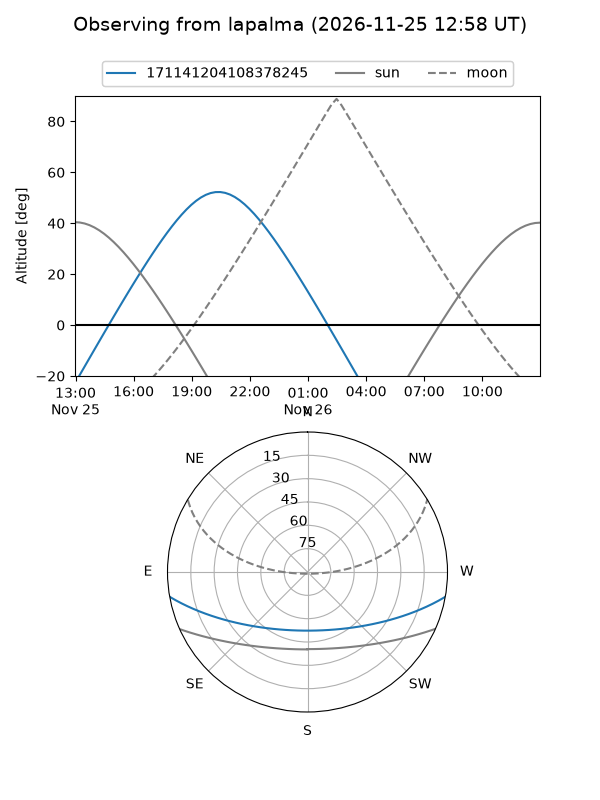 Observing from lapalma (2026-11-25 12:58 UT)
171141204108378245 sun moon
80
60
40
20
0
−20
Altitude [deg]
13:00 16:00 19:00 22:00 01:00 04:00 07:00 10:00
Nov 25 Nov 26
N
NE NW
15
30
45
60
75
E W
SE SW
S